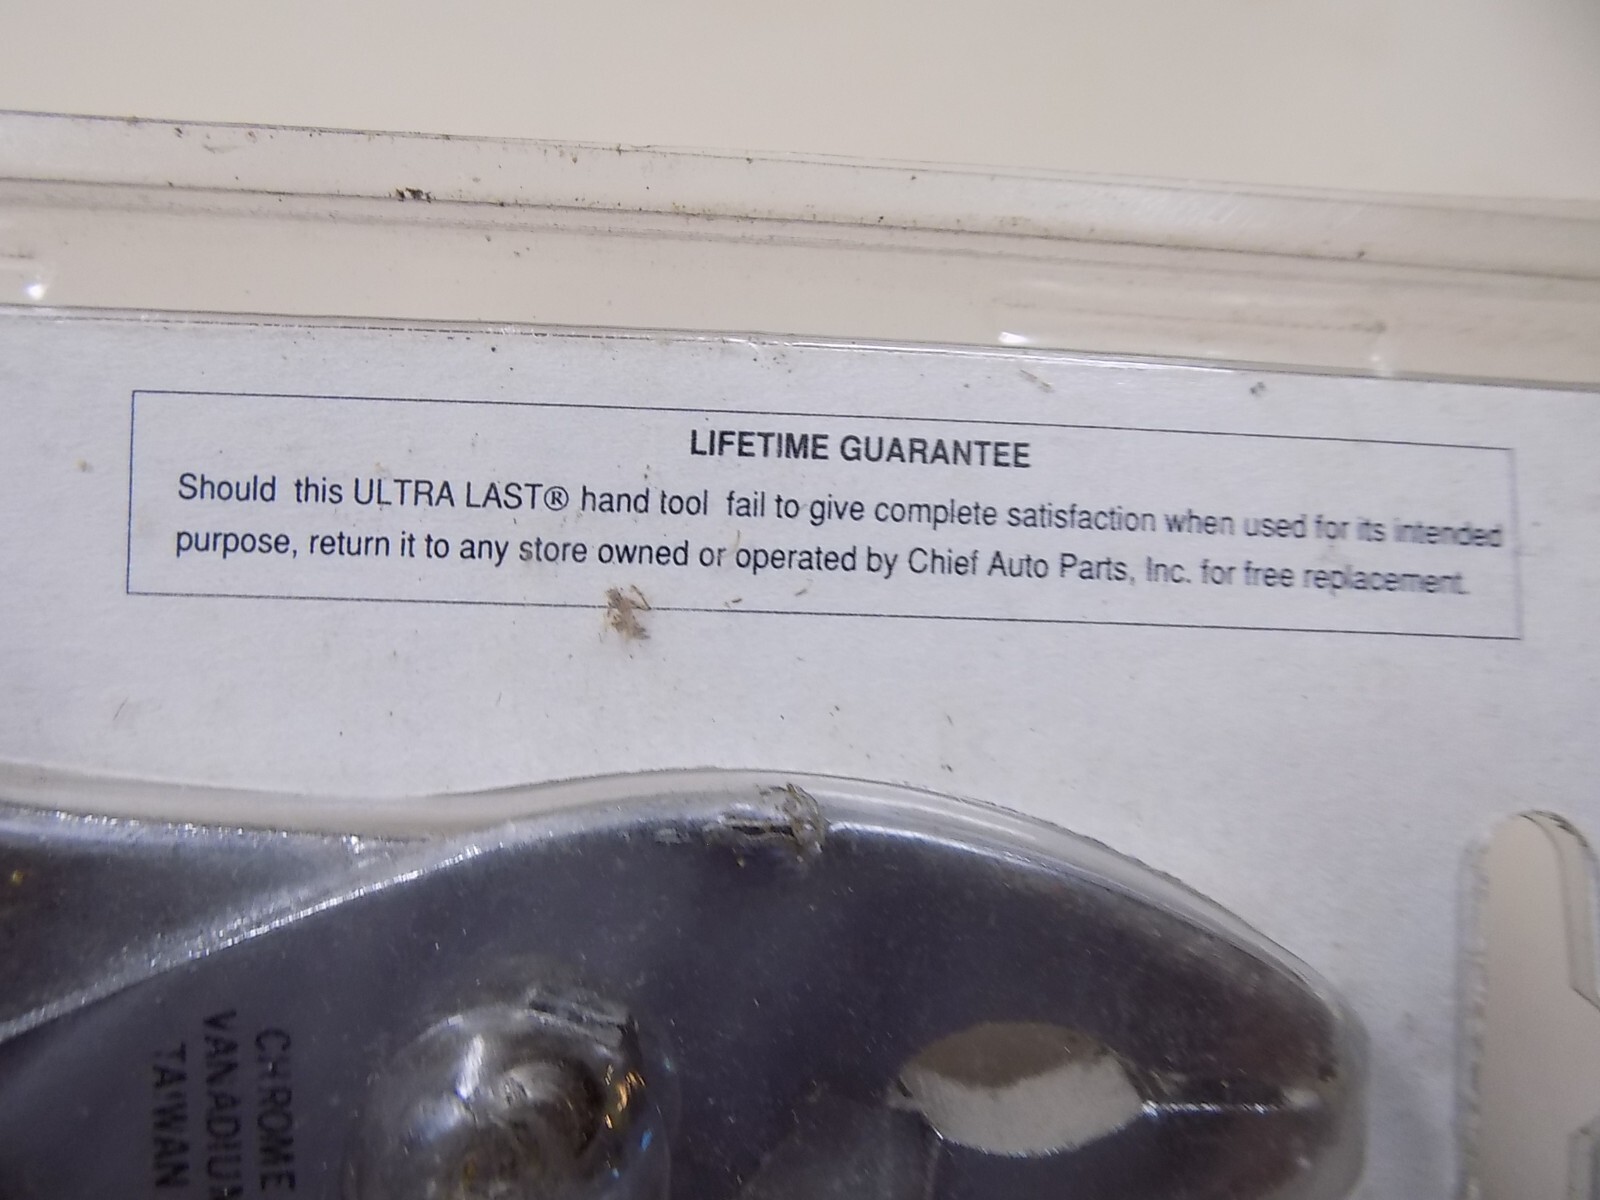 LIFETIME GUARANTEE
Should this ULTRA LAST® hand tool fail to give complete satisfaction when used for its intended
purpose, return it to any store owned or operated by Chief Auto Parts, Inc. for free replacement.
CHROME
VANADIUM
TAIWAN